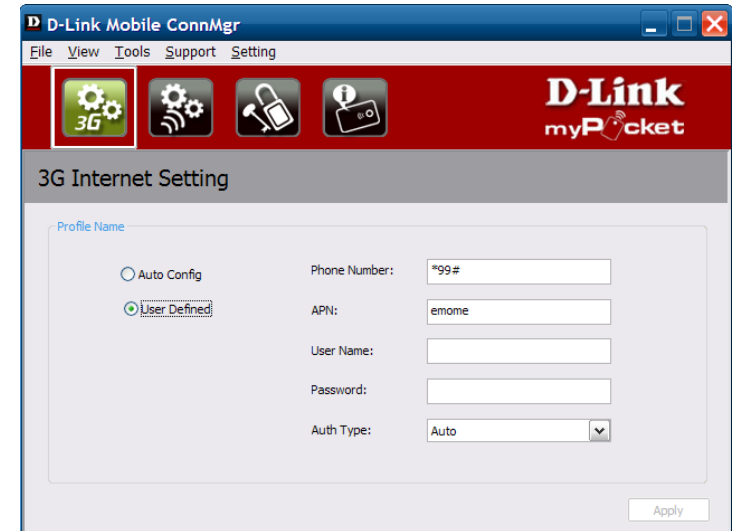 D D-Link Mobile ConnMgr
File View Tools Support Setting
3G
i
D-Link
myPocket
3G Internet Setting
Profile Name
Auto Config
User Defined
Phone Number: *99#
APN: emome
User Name:
Password:
Auth Type: Auto
Apply